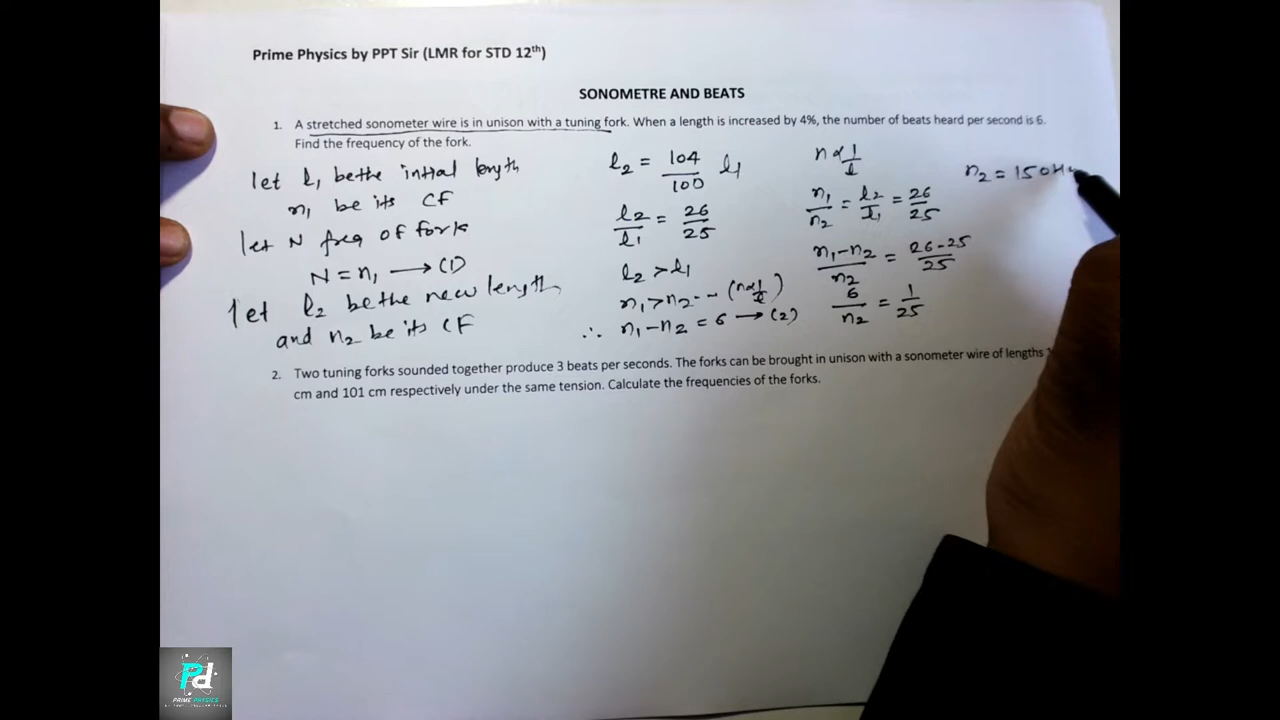 Prime Physics by PPT Sir (LMR for STD 12th)
SONOMETRE AND BEATS
1. A stretched sonometer wire is in unison with a tuning fork. When a length is increased by 4%, the number of beats heard per second is 6.
Find the frequency of the fork.
let l₁ be the initial length
n₁ be its CF
let N freq of fork
N = n₁ → (1)
let l₂ be the new length
and n₂ be its CF
l₂ = 104/100 l₁
l₂/l₁ = 26/25
l₂ > l₁
n₁ > n₂ -- (n∝1/l)
∴ n₁ - n₂ = 6 → (2)
n ∝ 1/l
n₁/n₂ = l₂/l₁ = 26/25
n₁-n₂/n₂ = 26-25/25
6/n₂ = 1/25
n₂ = 150H
2. Two tuning forks sounded together produce 3 beats per seconds. The forks can be brought in unison with a sonometer wire of lengths
cm and 101 cm respectively under the same tension. Calculate the frequencies of the forks.
Pd
PRIME PHYSICS